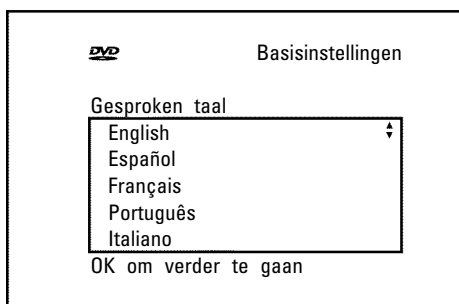 DVD Basisinstellingen
Gesproken taal
English
Español
Français
Português
Italiano
OK om verder te gaan